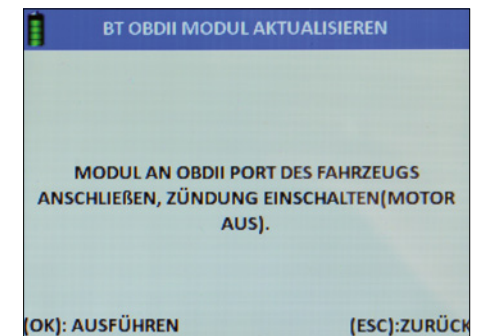 BT OBDII MODUL AKTUALISIEREN
MODUL AN OBDII PORT DES FAHRZEUGS
ANSCHLIEßEN, ZÜNDUNG EINSCHALTEN(MOTOR
AUS).
(OK): AUSFÜHREN (ESC):ZURÜCK